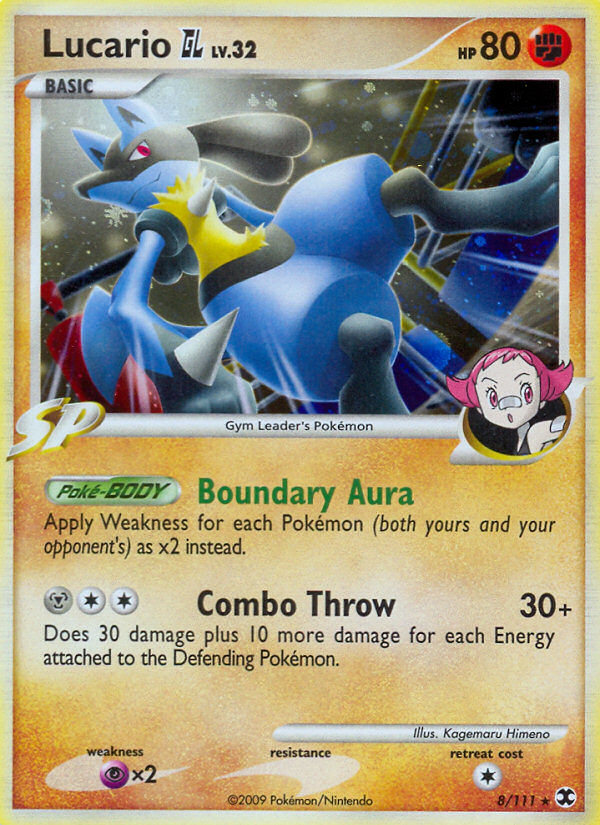 Lucario GL LV.32 HP 80
BASIC
SP
Gym Leader's Pokémon
Poké-BODY Boundary Aura
Apply Weakness for each Pokémon (both yours and your
opponent's) as x2 instead.
Combo Throw 30+
Does 30 damage plus 10 more damage for each Energy
attached to the Defending Pokémon.
Illus. Kagemaru Himeno
weakness resistance retreat cost
×2
©2009 Pokémon/Nintendo 8/111 ★